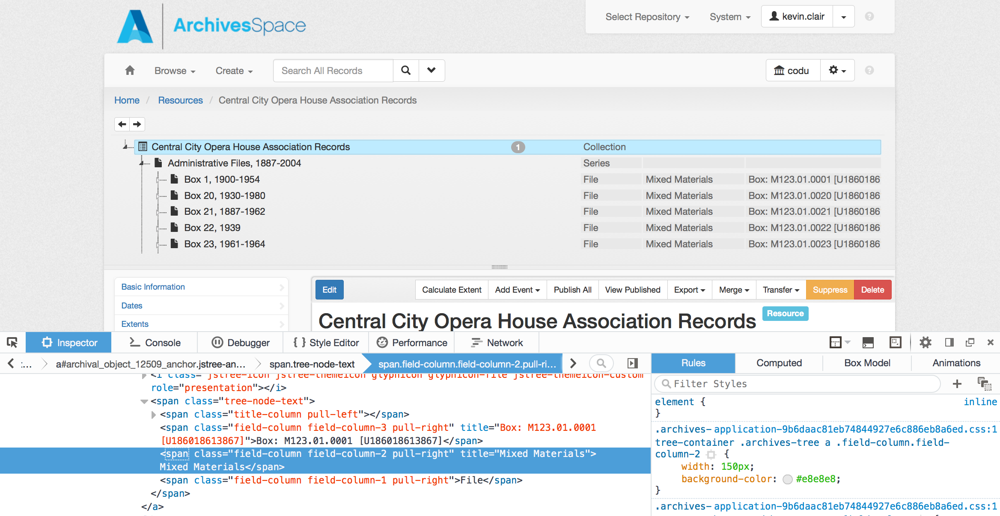 ArchivesSpace
Select Repository
System
kevin.clair
Browse
Create
Search All Records
codu
Home / Resources / Central City Opera House Association Records
Central City Opera House Association Records 1 Collection
Administrative Files, 1887-2004 Series
Box 1, 1900-1954 File Mixed Materials Box: M123.01.0001 [U1860186
Box 20, 1930-1980 File Mixed Materials Box: M123.01.0020 [U1860186
Box 21, 1887-1962 File Mixed Materials Box: M123.01.0021 [U1860186
Box 22, 1939 File Mixed Materials Box: M123.01.0022 [U1860186
Box 23, 1961-1964 File Mixed Materials Box: M123.01.0023 [U1860186
Basic Information
Dates
Extents
Edit
Calculate Extent
Add Event
Publish All
View Published
Export
Merge
Transfer
Suppress
Delete
Central City Opera House Association Records Resource
Inspector
Console
Debugger
Style Editor
Performance
Network
:... a#archival_object_12509_anchor.jstree-an... span.tree-node-text span.field-column.field-column-2.pull-ri...
<i class="jstree-icon jstree-themeicon glyphicon glyphicon-file jstree-themeicon-custom
role="presentation"></i>
<span class="tree-node-text">
<span class="title-column pull-left"></span>
<span class="field-column field-column-3 pull-right" title="Box: M123.01.0001
[U186018613867]">Box: M123.01.0001 [U186018613867]</span>
<span class="field-column field-column-2 pull-right" title="Mixed Materials">
Mixed Materials</span>
<span class="field-column field-column-1 pull-right">File</span>
</span>
</a>
Rules
Computed
Box Model
Animations
Filter Styles
element { inline
}
.archives- application-9b6daac81eb74844927e6c886eb8a6ed.css:1
tree-container .archives-tree a .field-column.field-
column-2 {
width: 150px;
background-color: #e8e8e8;
}
.archives- application-9b6daac81eb74844927e6c886eb8a6ed.css:1